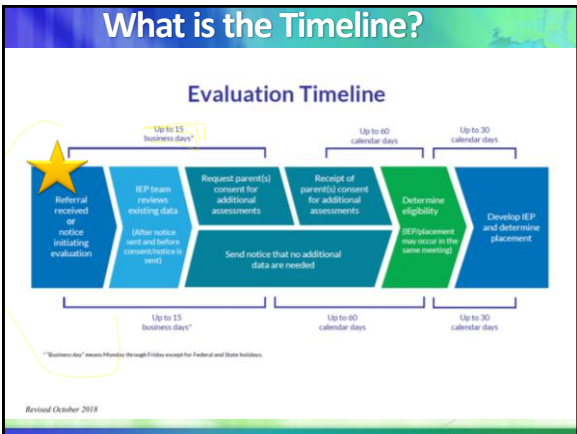 What is the Timeline?
Evaluation Timeline
Up to 15
business days*
Up to 60
calendar days
Up to 30
calendar days
Referral
received
or
notice
initiating
evaluation
IEP team
reviews
existing data
(After notice
sent and before
consent/notice is
sent)
Request parent(s)
consent for
additional
assessments
Receipt of
parent(s) consent
for additional
assessments
Send notice that no additional
data are needed
Determine
eligibility
(IEP/placement
may occur in the
same meeting)
Develop IEP
and determine
placement
Up to 15
business days*
Up to 60
calendar days
Up to 30
calendar days
* "Business day" means Monday through Friday except for Federal and State holidays.
Revised October 2018